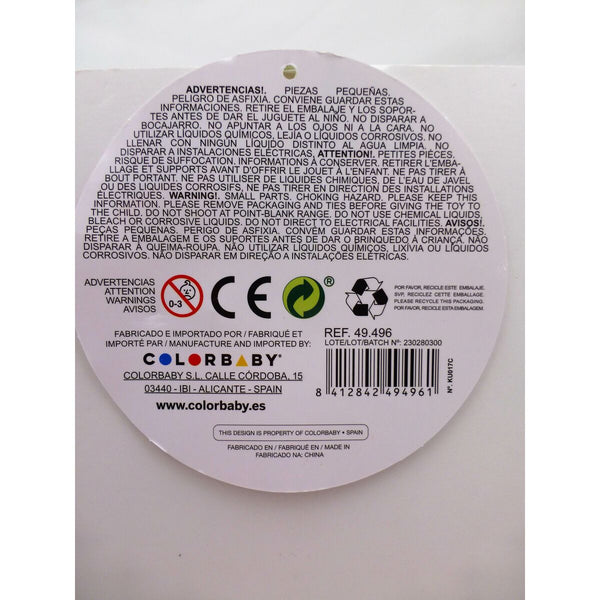 ADVERTENCIAS!. PIEZAS PEQUEÑAS.
PELIGRO DE ASFIXIA. CONVIENE GUARDAR ESTAS
INFORMACIONES. RETIRE EL EMBALAJE Y LOS SOPOR-
TES ANTES DE DAR EL JUGUETE AL NIÑO. NO DISPARAR A
BOCAJARRO. NO APUNTAR A LOS OJOS NI A LA CARA. NO
UTILIZAR LÍQUIDOS QUÍMICOS, LEJÍA O LÍQUIDOS CORROSIVOS. NO
LLENAR CON NINGÚN LÍQUIDO DISTINTO AL AGUA LIMPIA. NO
DISPARAR A INSTALACIONES ELÉCTRICAS, ATTENTION!. PETITES PIÈCES.
RISQUE DE SUFFOCATION. INFORMATIONS À CONSERVER. RETIRER L'EMBA-
LAGE ET SUPPORTS AVANT D'OFFRIR LE JOUET À L'ENFANT. NE PAS TIRER À
BOUT PORTANT. NE PAS UTILISER DE LIQUIDES CHIMIQUES, DE L'EAU DE JAVEL
OU DES LIQUIDES CORROSIFS. NE PAS TIRER EN DIRECTION DES INSTALLATIONS
ÉLECTRIQUES. WARNING!. SMALL PARTS. CHOKING HAZARD. PLEASE KEEP THIS
INFORMATION. PLEASE REMOVE PACKAGING AND TIES BEFORE GIVING THE TOY TO
THE CHILD. DO NOT SHOOT AT POINT-BLANK RANGE. DO NOT USE CHEMICAL LIQUIDS,
BLEACH OR CORROSIVE LIQUIDS. DO NOT DIRECT TO ELECTRICAL FACILITIES. AVISOS!.
PEÇAS PEQUENAS. PERIGO DE ASFIXIA. CONVÉM GUARDAR ESTAS INFORMAÇÕES.
RETIRE A EMBALAGEM E OS SUPORTES ANTES DE DAR O BRINQUEDO À CRIANÇA. NÃO
DISPARAR À QUEIMA-ROUPA. NÃO UTILIZAR LÍQUIDOS QUÍMICOS, LIXÍVIA OU LÍQUIDOS
CORROSIVOS. NÃO DISPARAR EM DIREÇÃO A INSTALAÇÕES ELÉTRICAS.
ADVERTENCIAS
ATTENTION
WARNINGS
AVISOS
0-3
CE
®
POR FAVOR, RECICLE ESTE EMBALAJE.
SVP. RECICLEZ CETTE EMBALLAGE.
PLEASE RECYCLE THIS PACKAGING.
POR FAVOR, RECICLE ESTA EMBALAGEM.
FABRICADO E IMPORTADO POR / FABRIQUÉ ET
IMPORTÉ PAR / MANUFACTURE AND IMPORTED BY:
COLORBABY®
COLORBABY S.L. CALLE CÓRDOBA, 15
03440 - IBI - ALICANTE - SPAIN
www.colorbaby.es
REF. 49.496
LOTE/LOT/BATCH Nº: 230280300
8 412842 494961
Nº. KU017C
THIS DESIGN IS PROPERTY OF COLORBABY • SPAIN
FABRICADO EN / FABRIQUÉ EN / MADE IN
FABRICADO NA: CHINA